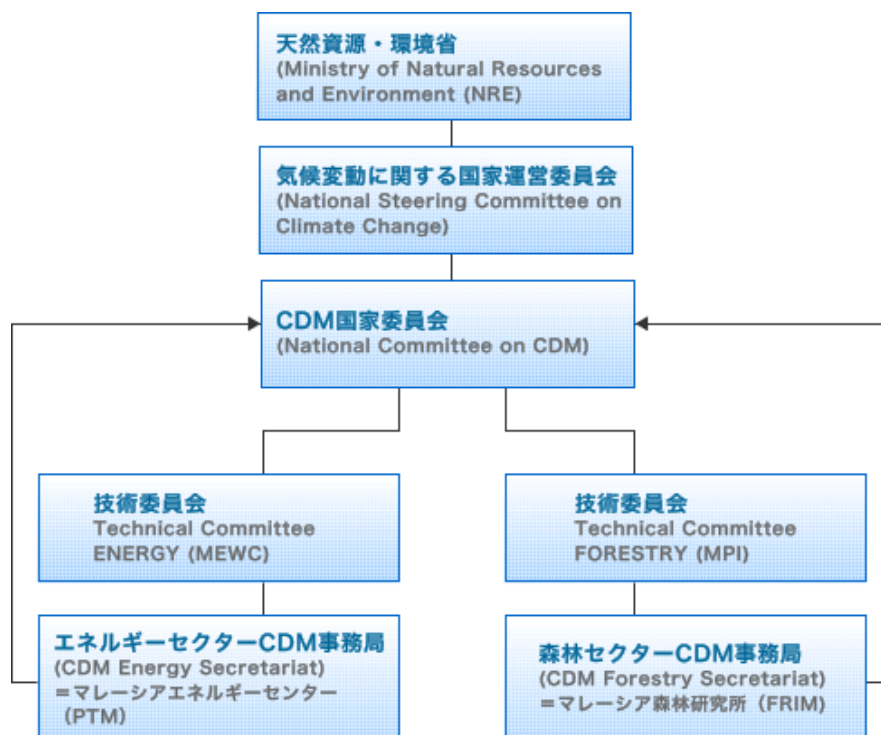 天然資源・環境省
(Ministry of Natural Resources
and Environment (NRE)
気候変動に関する国家運営委員会
(National Steering Committee on
Climate Change)
CDM国家委員会
(National Committee on CDM)
技術委員会
Technical Committee
ENERGY (MEWC)
技術委員会
Technical Committee
FORESTRY (MPI)
エネルギーセクターCDM事務局
(CDM Energy Secretariat)
＝マレーシアエネルギーセンター
（PTM）
森林セクターCDM事務局
(CDM Forestry Secretariat)
＝マレーシア森林研究所（FRIM)